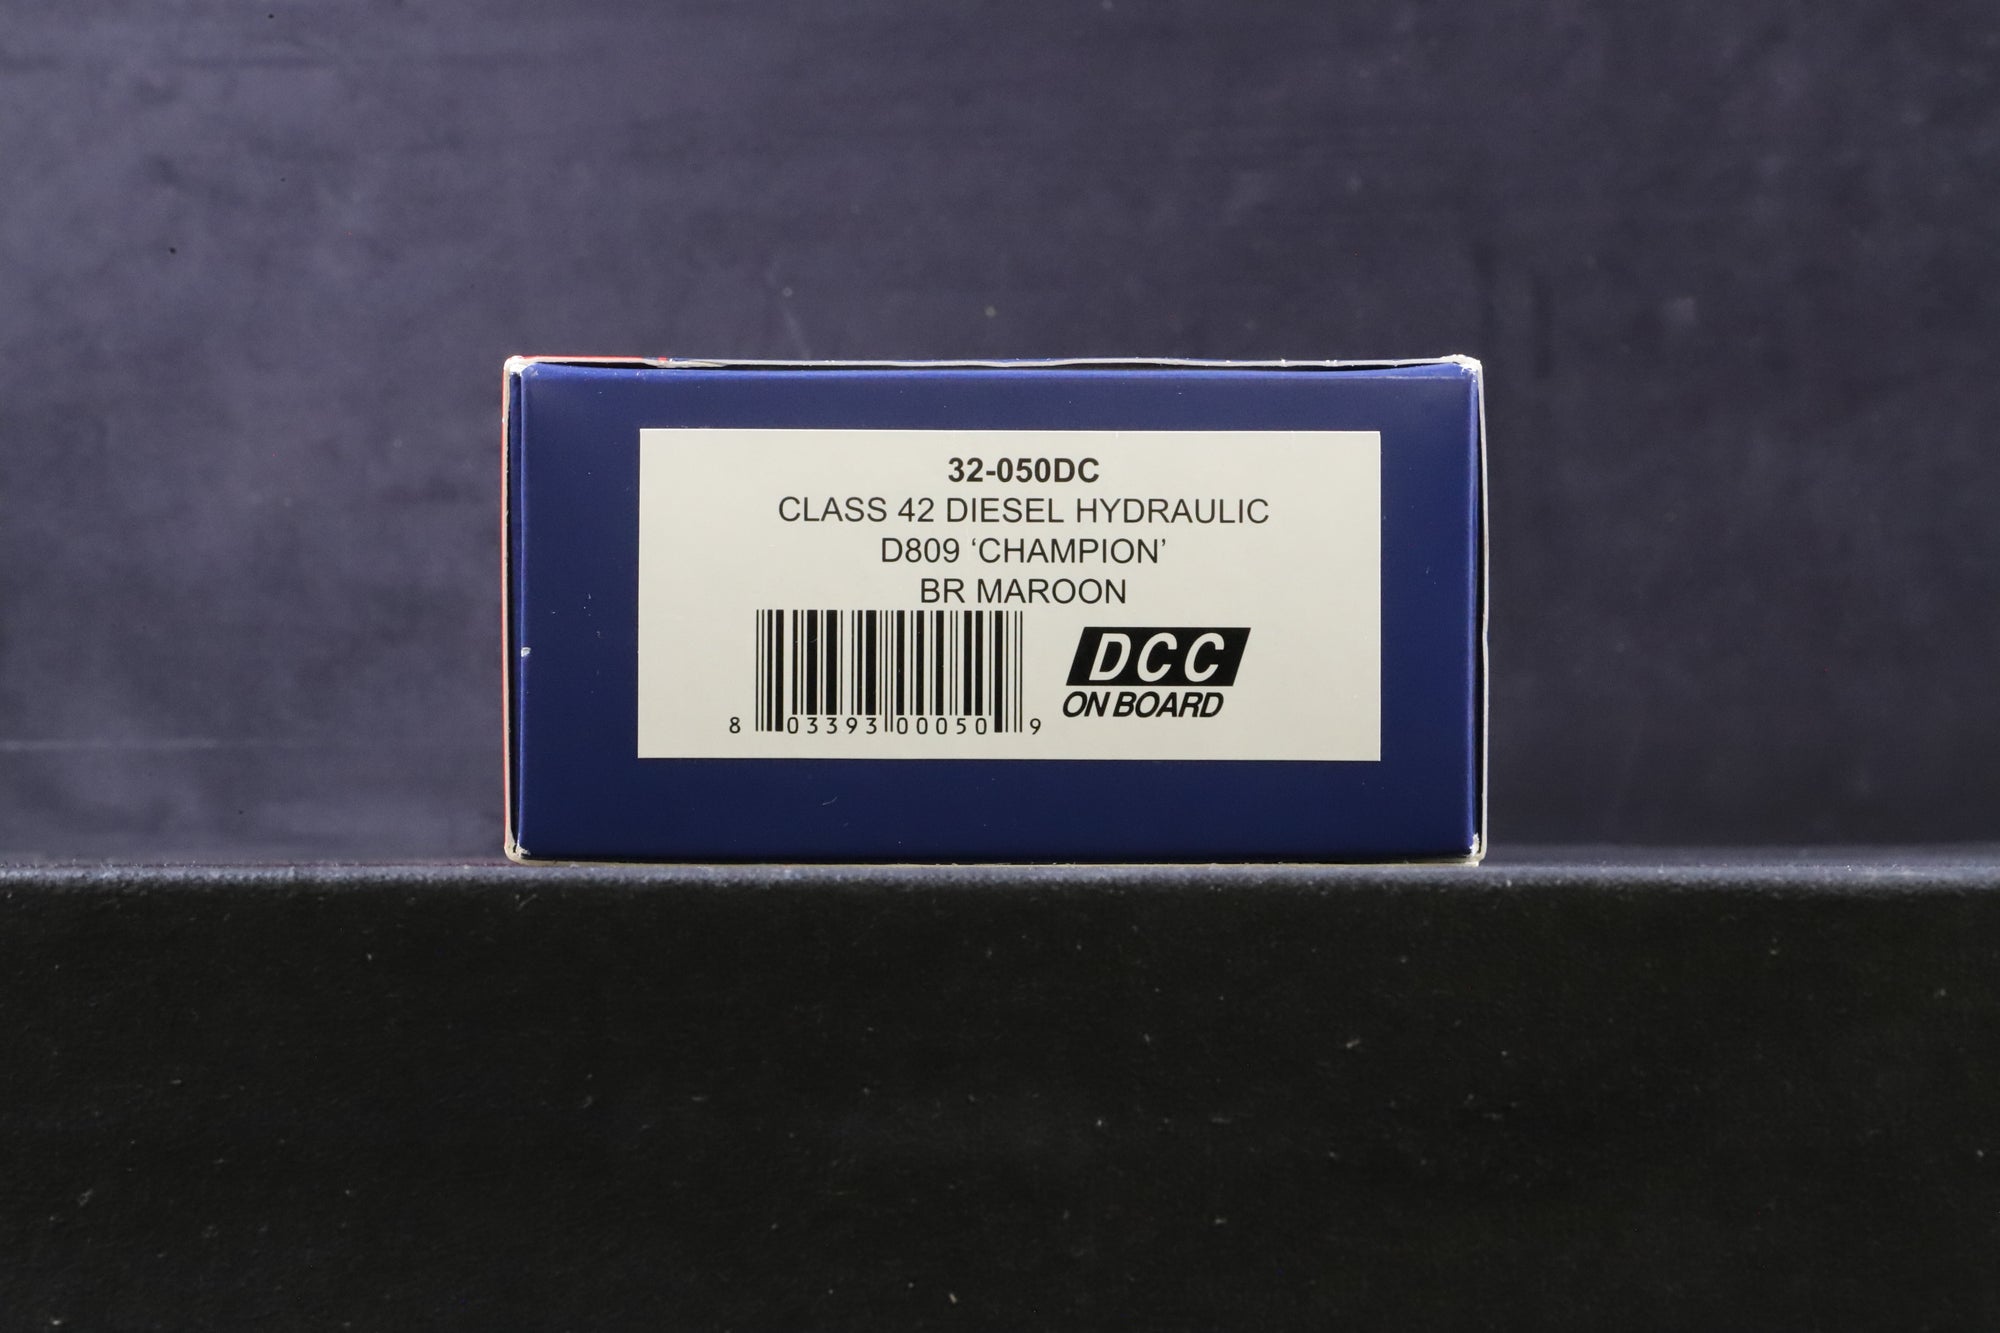 32-050DC
CLASS 42 DIESEL HYDRAULIC
D809 ‘CHAMPION’
BR MAROON
8 03393 00050 9
DCC
ON BOARD